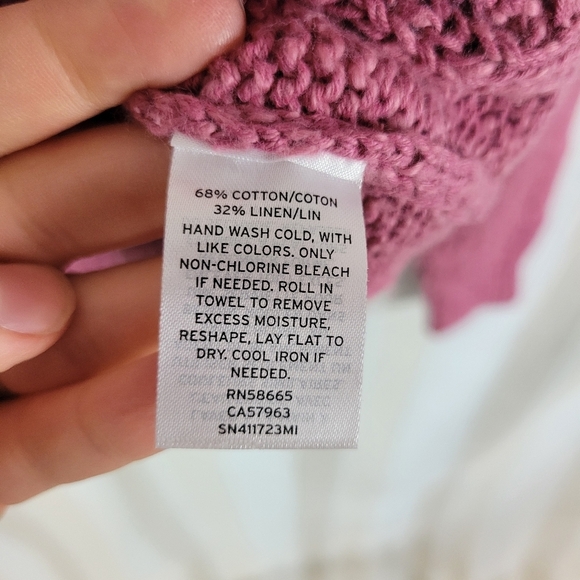 68% COTTON/COTON
32% LINEN/LIN
HAND WASH COLD, WITH
LIKE COLORS. ONLY
NON-CHLORINE BLEACH
IF NEEDED. ROLL IN
TOWEL TO REMOVE
EXCESS MOISTURE,
RESHAPE, LAY FLAT TO
DRY. COOL IRON IF
NEEDED.
RN58665
CA57963
SN411723MI